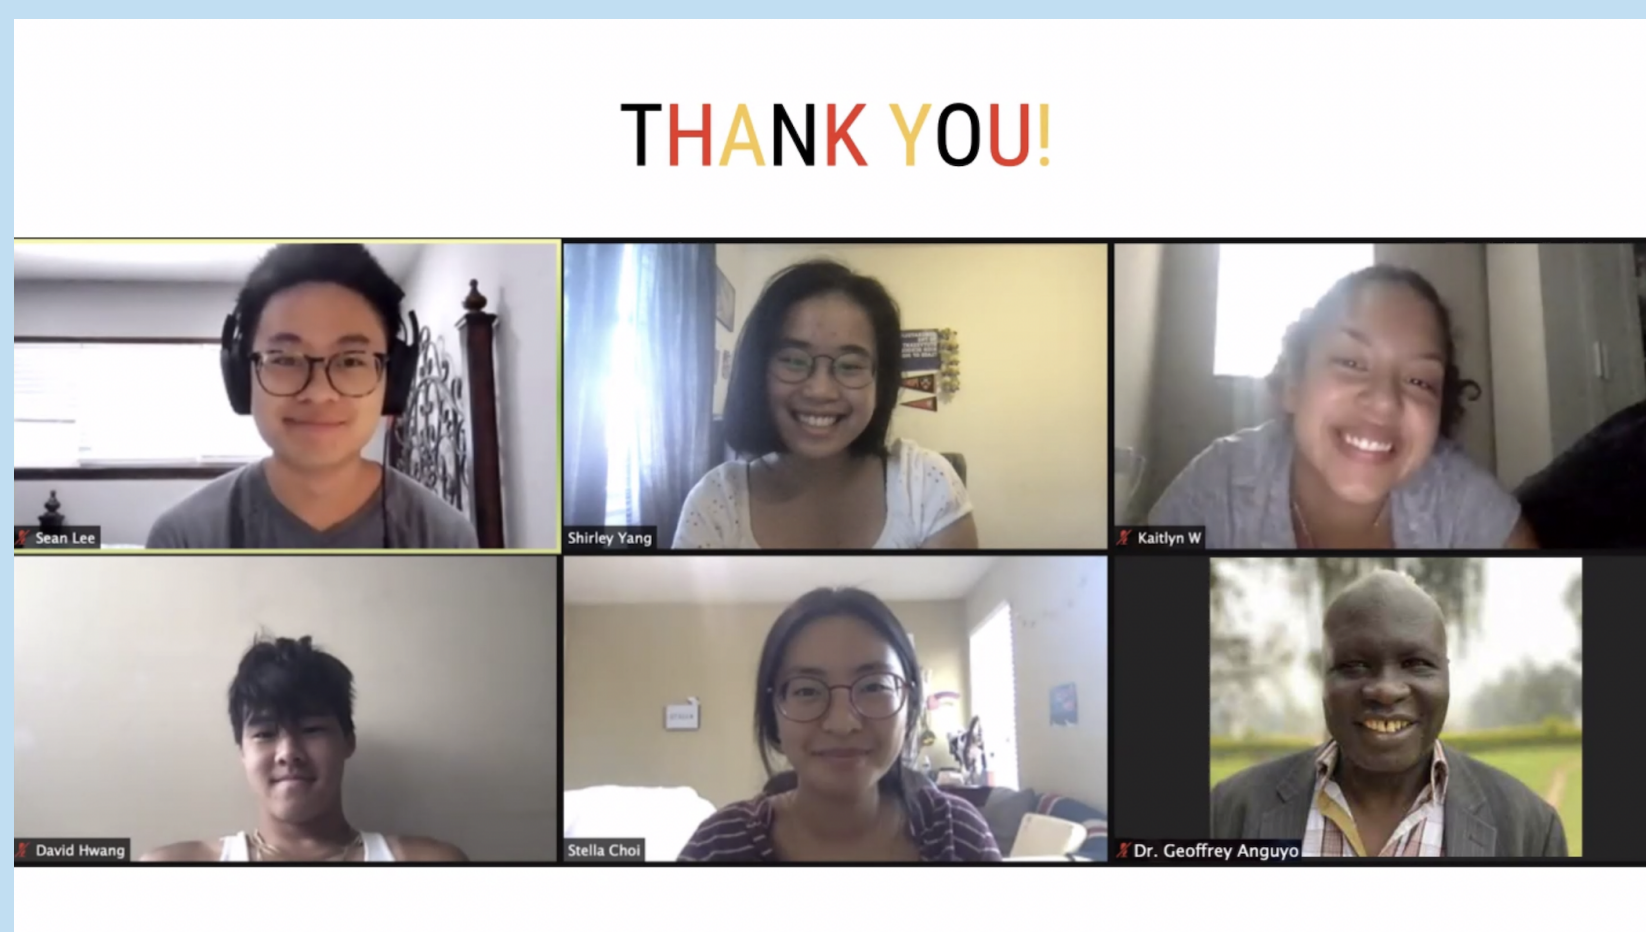 THANK YOU!
Sean Lee
Shirley Yang
Kaitlyn W
David Hwang
Stella Choi
Dr. Geoffrey Anguyo